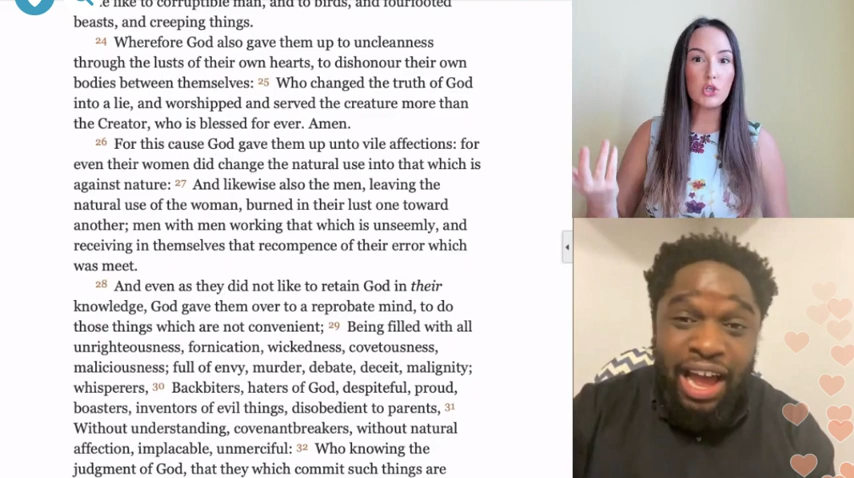 like to corruptible man, and to birds, and fourfooted
beasts, and creeping things.
24 Wherefore God also gave them up to uncleanness
through the lusts of their own hearts, to dishonour their own
bodies between themselves: 25 Who changed the truth of God
into a lie, and worshipped and served the creature more than
the Creator, who is blessed for ever. Amen.
26 For this cause God gave them up unto vile affections: for
even their women did change the natural use into that which is
against nature: 27 And likewise also the men, leaving the
natural use of the woman, burned in their lust one toward
another; men with men working that which is unseemly, and
receiving in themselves that recompence of their error which
was meet.
28 And even as they did not like to retain God in their
knowledge, God gave them over to a reprobate mind, to do
those things which are not convenient; 29 Being filled with all
unrighteousness, fornication, wickedness, covetousness,
maliciousness; full of envy, murder, debate, deceit, malignity;
whisperers, 30 Backbiters, haters of God, despiteful, proud,
boasters, inventors of evil things, disobedient to parents, 31
Without understanding, covenantbreakers, without natural
affection, implacable, unmerciful: 32 Who knowing the
judgment of God, that they which commit such things are